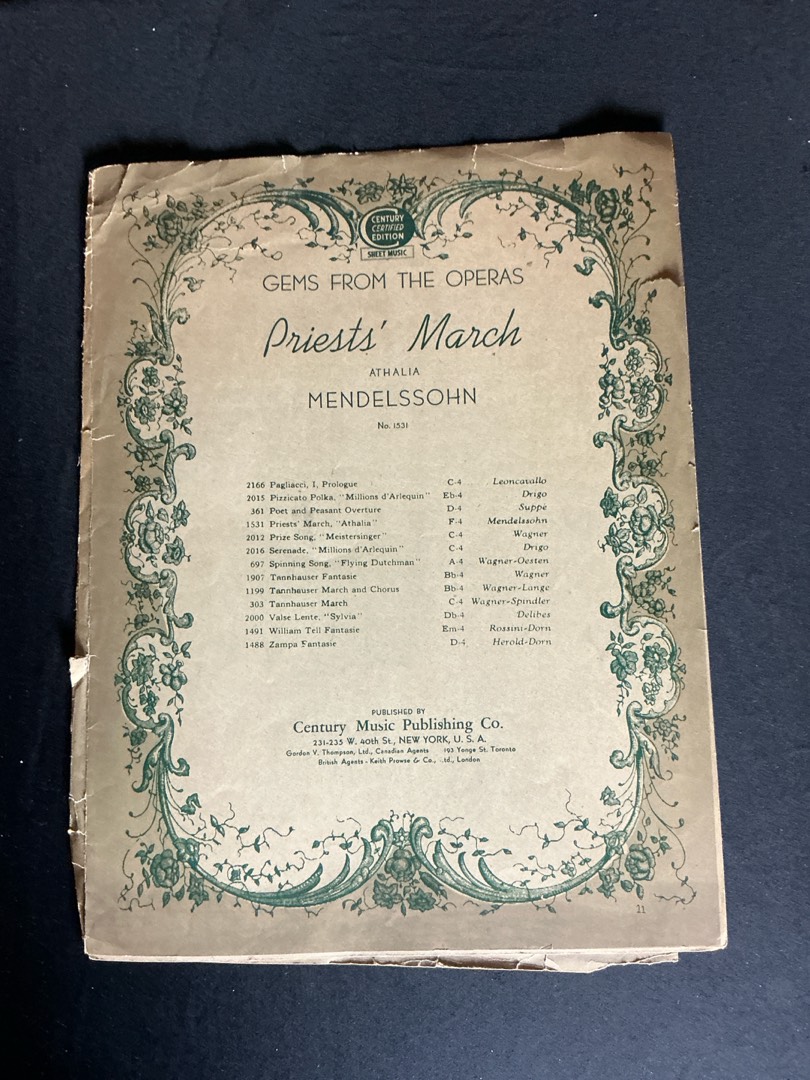 CENTURY
CERTIFIED
EDITION
SHEET MUSIC
GEMS FROM THE OPERAS
Priests' March
ATHALIA
MENDELSSOHN
No. 1531
2166 Pagliacci, I, Prologue C-4 Leoncavallo
2015 Pizzicato Polka, "Millions d'Arlequin" Eb-4 Drigo
361 Poet and Peasant Overture D-4 Suppe
1531 Priests' March, "Athalia" F-4 Mendelssohn
2012 Prize Song, "Meistersinger" C-4 Wagner
2016 Serenade, "Millions d'Arlequin" C-4 Drigo
697 Spinning Song, "Flying Dutchman" A-4 Wagner-Oesten
1907 Tannhauser Fantasie Bb-4 Wagner
1199 Tannhauser March and Chorus Bb-4 Wagner-Lange
303 Tannhauser March C-4 Wagner-Spindler
2000 Valse Lente, "Sylvia" Db-4 Delibes
1491 William Tell Fantasie Em-4 Rossini-Dorn
1488 Zampa Fantasie D-4 Herold-Dorn
PUBLISHED BY
Century Music Publishing Co.
231-235 W. 40th St., NEW YORK, U. S. A.
Gordon V. Thompson, Ltd., Canadian Agents 193 Yonge St. Toronto
British Agents - Keith Prowse & Co., Ltd., London
21